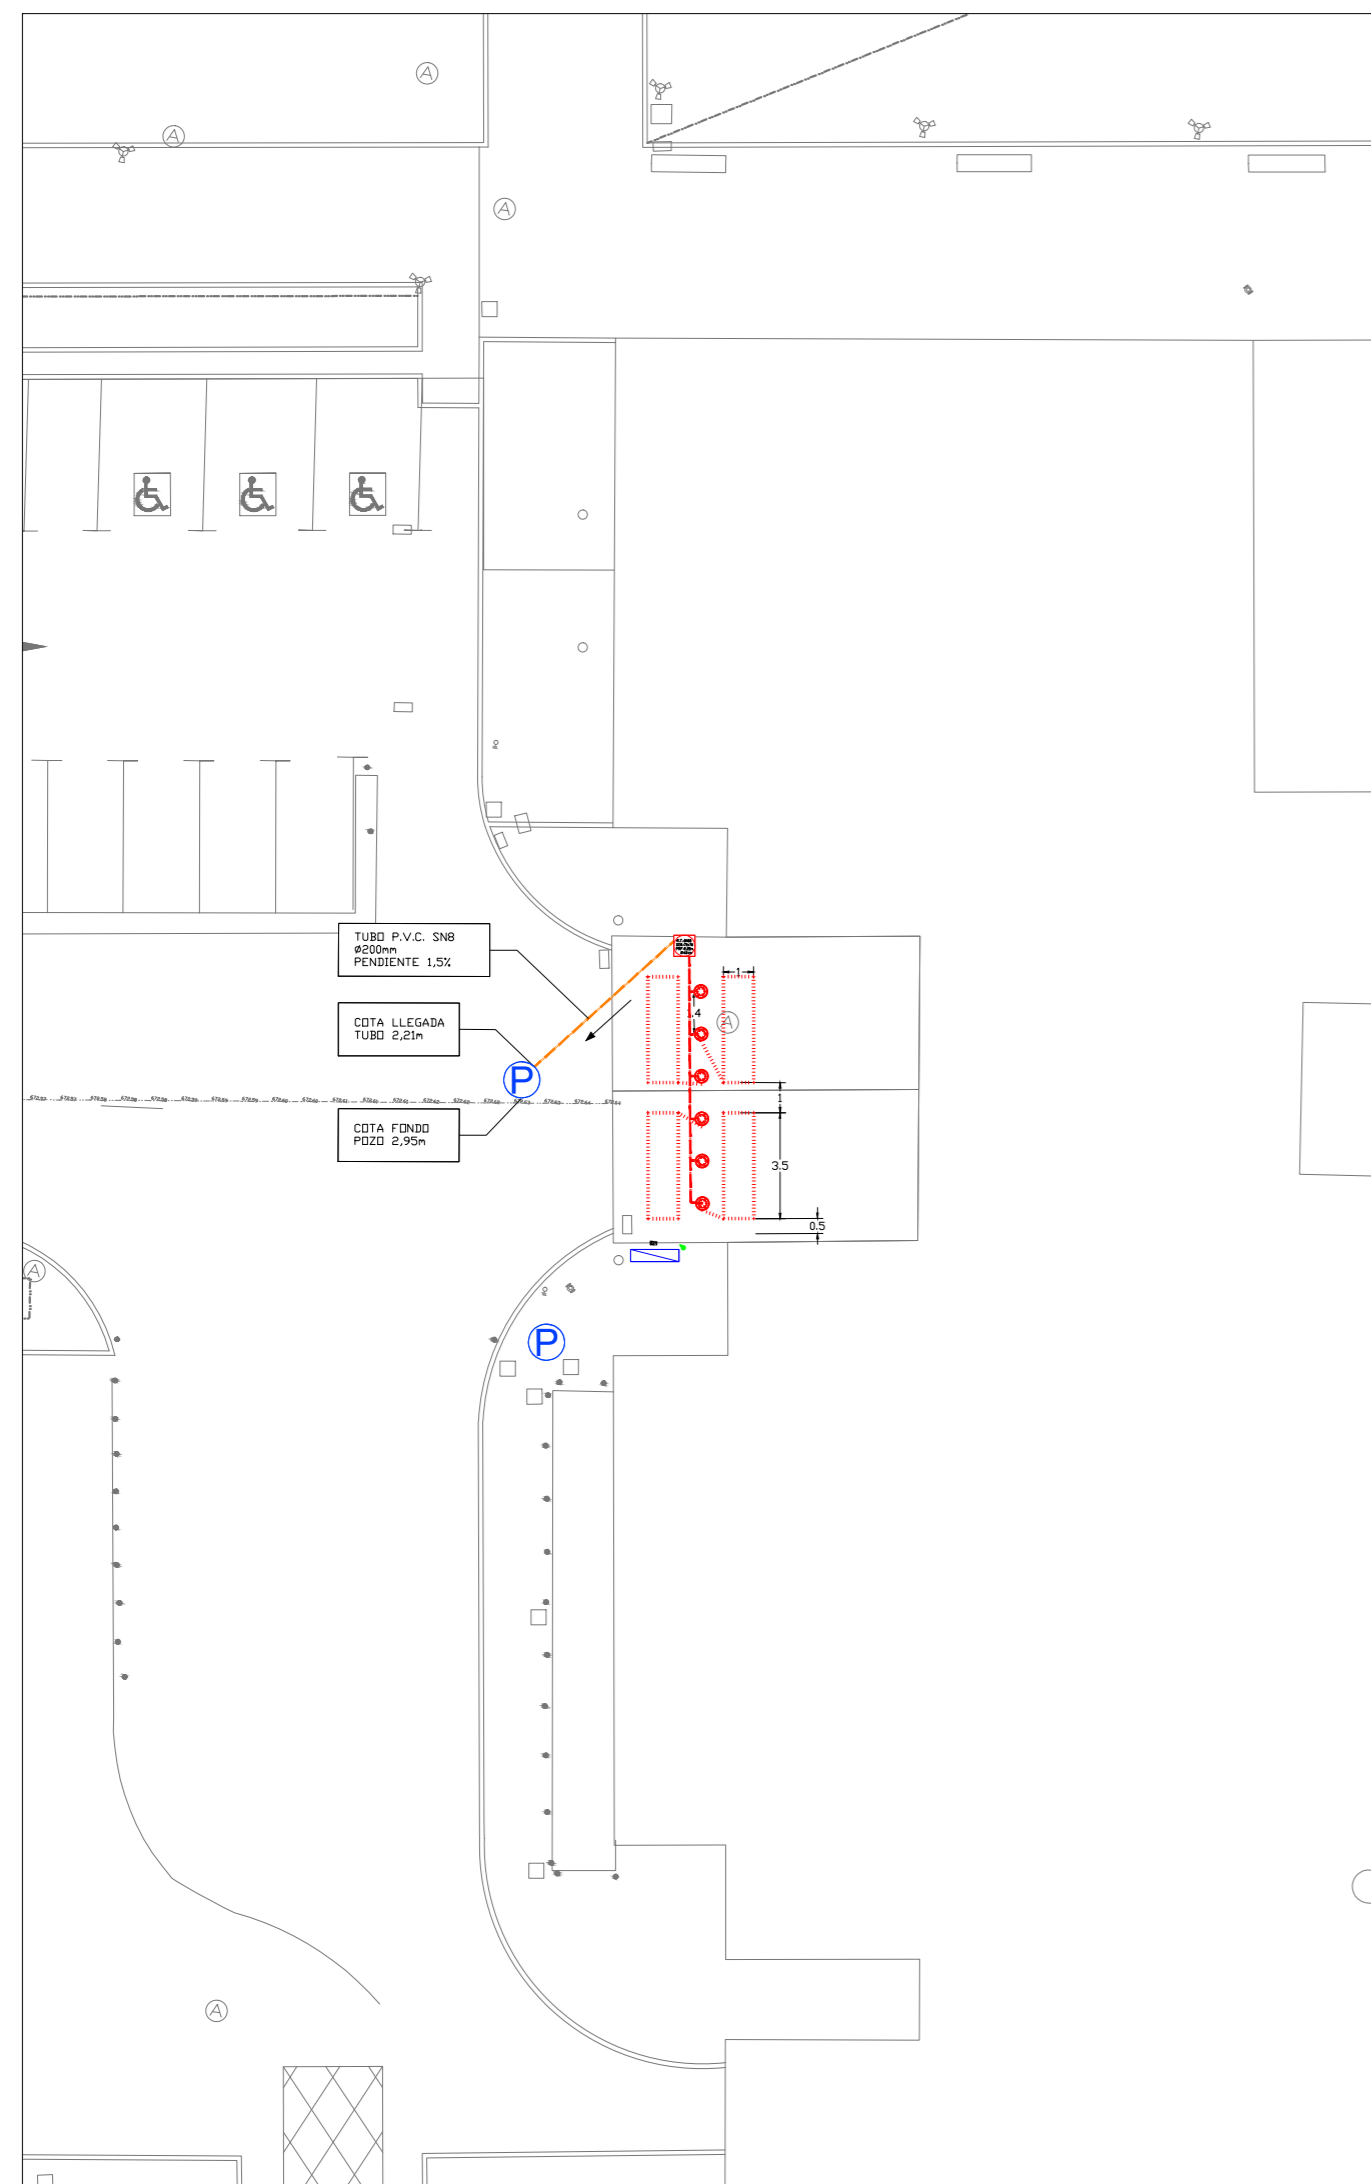 A
A
A
TUBO P.V.C. SN8
Ø200mm
PENDIENTE 1,5%
COTA LLEGADA
TUBO 2,21m
P
COTA FONDO
POZO 2,95m
1
.4
A
1
3.5
0.5
A
P
A